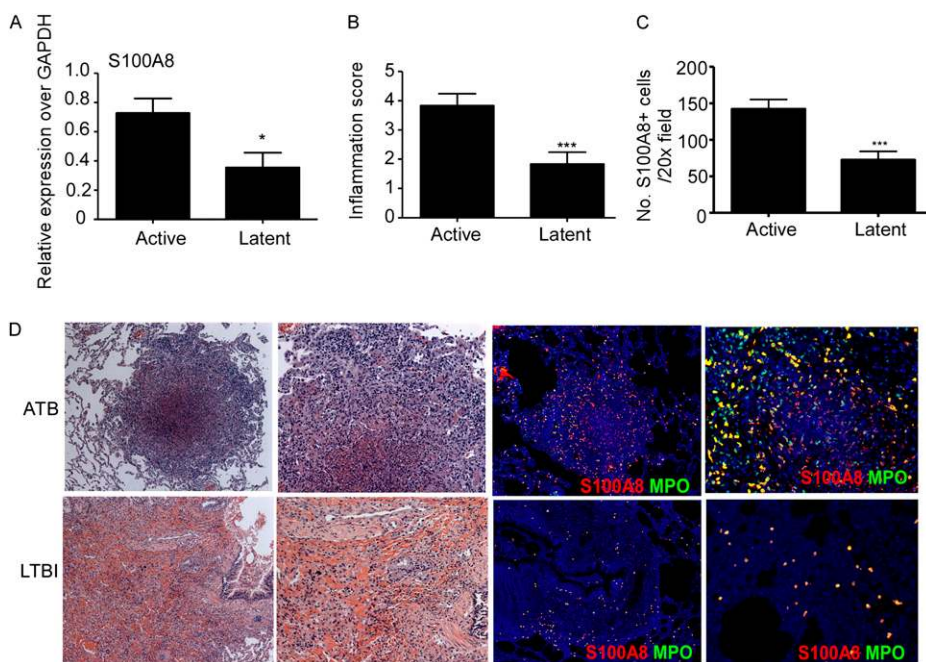 A
S100A8
Relative expression over GAPDH
0.8
0.6
0.4
0.2
0
1.0
*
Active
Latent
B
Inflammation score
5
4
3
2
1
0
***
Active
Latent
C
No. S100A8+ cells
/20x field
200
150
100
50
0
***
Active
Latent
D
ATB
S100A8 MPO
S100A8 MPO
LTBI
S100A8 MPO
S100A8 MPO